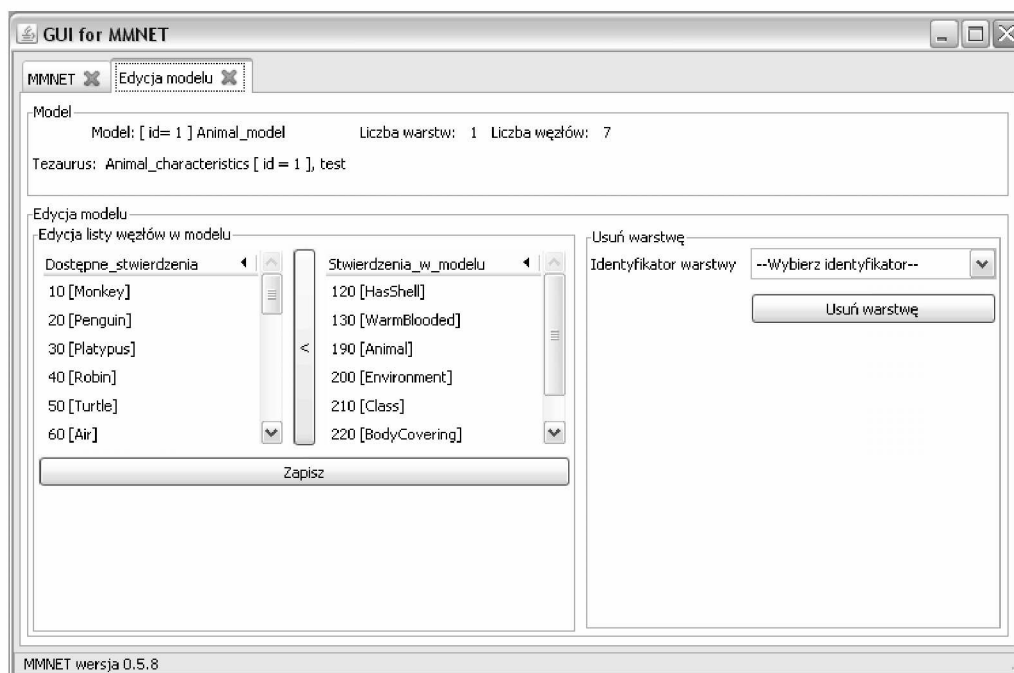 GUI for MMNET
MMNET
Edycja modelu
Model
Model: [ id= 1 ] Animal_model Liczba warstw: 1 Liczba węzłów: 7
Tezaurus: Animal_characteristics [ id = 1 ], test
Edycja modelu
Edycja listy węzłów w modelu
Dostępne_stwierdzenia
10 [Monkey]
20 [Penguin]
30 [Platypus]
40 [Robin]
50 [Turtle]
60 [Air]
<
Stwierdzenia_w_modelu
120 [HasShell]
130 [WarmBlooded]
190 [Animal]
200 [Environment]
210 [Class]
220 [BodyCovering]
Zapisz
Usuń warstwę
Identyfikator warstwy --Wybierz identyfikator--
Usuń warstwę
MMNET wersja 0.5.8